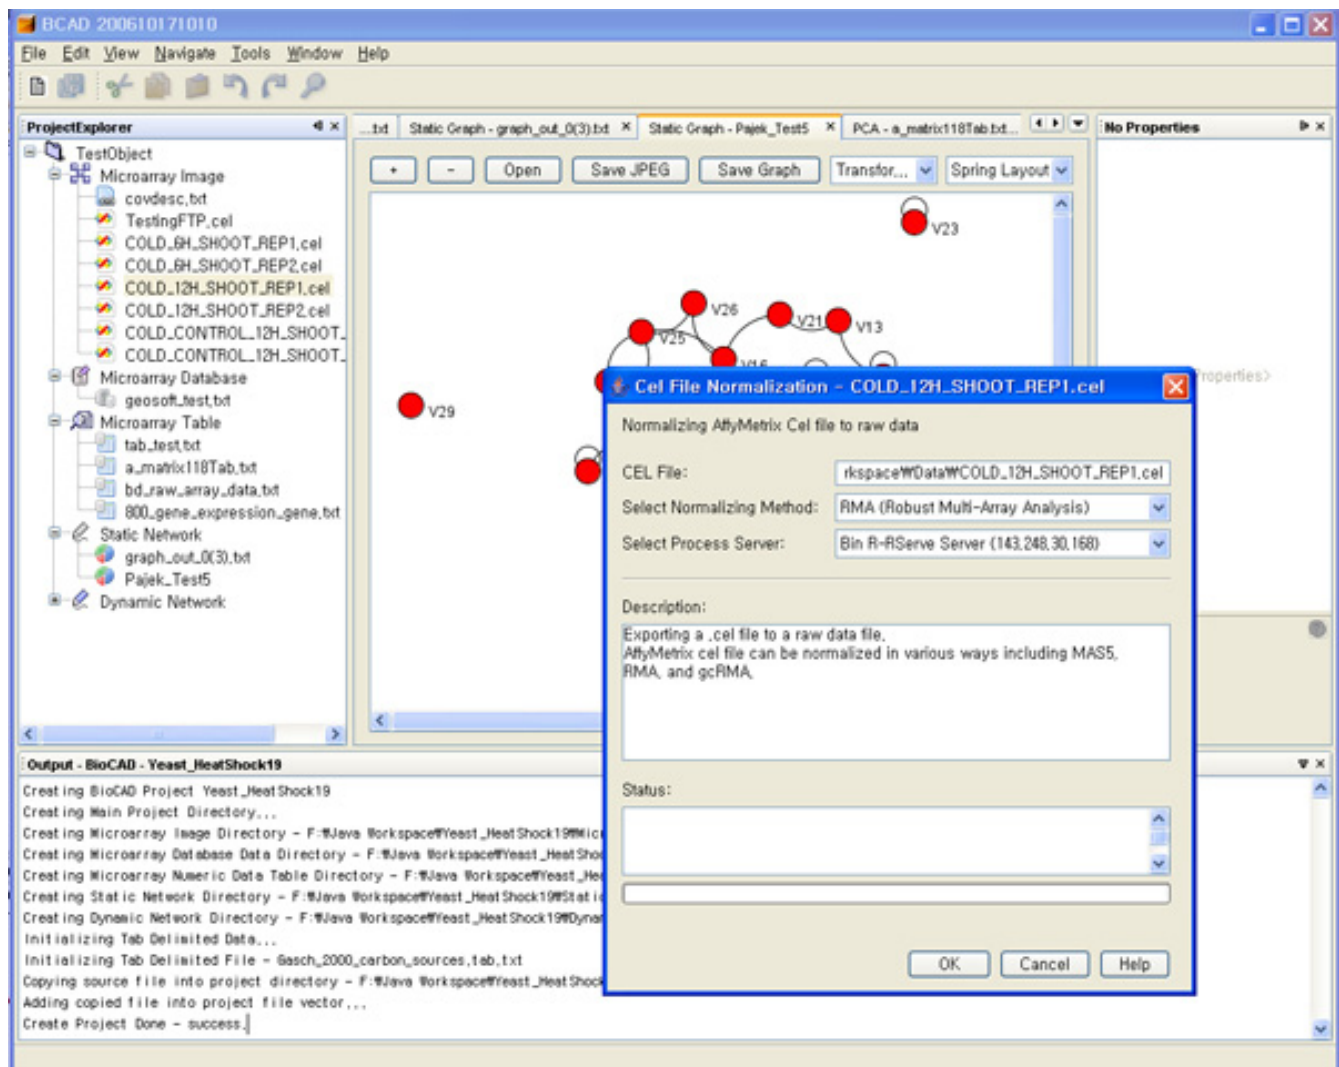 BCAD 200610171010
File Edit View Navigate Tools Window Help
ProjectExplorer
...txt Static Graph - graph_out_0(3).txt Static Graph - Pajek_Test5 PCA - a_matrix118Tab.txt...
No Properties
+ - Open Save JPEG Save Graph Transfor... Spring Layout
TestObject
Microarray Image
covdesc.txt
TestingFTP.cel
COLD_6H_SHOOT_REP1.cel
COLD_6H_SHOOT_REP2.cel
COLD_12H_SHOOT_REP1.cel
COLD_12H_SHOOT_REP2.cel
COLD_CONTROL_12H_SHOOT_
COLD_CONTROL_12H_SHOOT_
Microarray Database
geosoft_test.txt
Microarray Table
tab_test.txt
a_matrix118Tab.txt
bd_raw_array_data.txt
800_gene_expression_gene.txt
Static Network
graph_out_0(3).txt
Pajek_Test5
Dynamic Network
V23
V26
V21
V13
V25
V16
V29
Properties>
Cel File Normalization - COLD_12H_SHOOT_REP1.cel
Normalizing AffyMetrix Cel file to raw data
CEL File: rkspace₩Data₩COLD_12H_SHOOT_REP1.cel
Select Normalizing Method: RMA (Robust Multi-Array Analysis)
Select Process Server: Bin R-RServe Server (143.248.30.168)
Description:
Exporting a .cel file to a raw data file.
AffyMetrix cel file can be normalized in various ways including MAS5,
RMA, and gcRMA.
Status:
OK Cancel Help
Output - BioCAD - Yeast_HeatShock19
Creating BioCAD Project Yeast_HeatShock19
Creating Main Project Directory...
Creating Microarray Image Directory - F:₩Java Workspace₩Yeast_HeatShock19₩Mic
Creating Microarray Database Data Directory - F:₩Java Workspace₩Yeast_HeatSho
Creating Microarray Numeric Data Table Directory - F:₩Java Workspace₩Yeast_He
Creating Static Network Directory - F:₩Java Workspace₩Yeast_HeatShock19₩Stati
Creating Dynamic Network Directory - F:₩Java Workspace₩Yeast_HeatShock19₩Dyna
Initializing Tab Delimited Data...
Initializing Tab Delimited File - Gasch_2000_carbon_sources.tab.txt
Copying source file into project directory - F:₩Java Workspace₩Yeast_HeatShock
Adding copied file into project file vector...
Create Project Done - success.